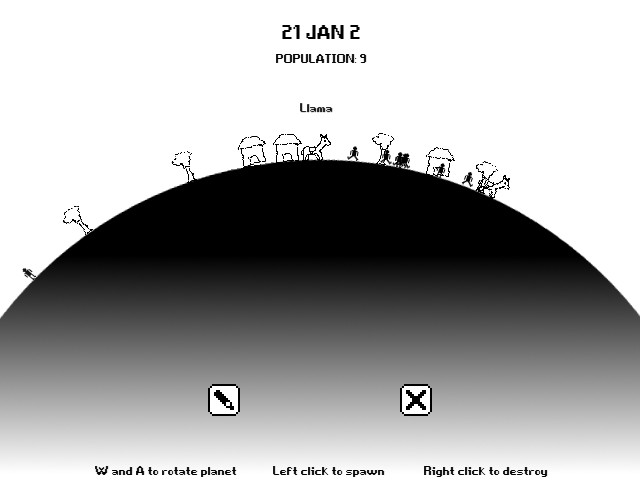 21 JAN 2
POPULATION: 9
Llama
W and A to rotate planet
Left click to spawn
Right click to destroy